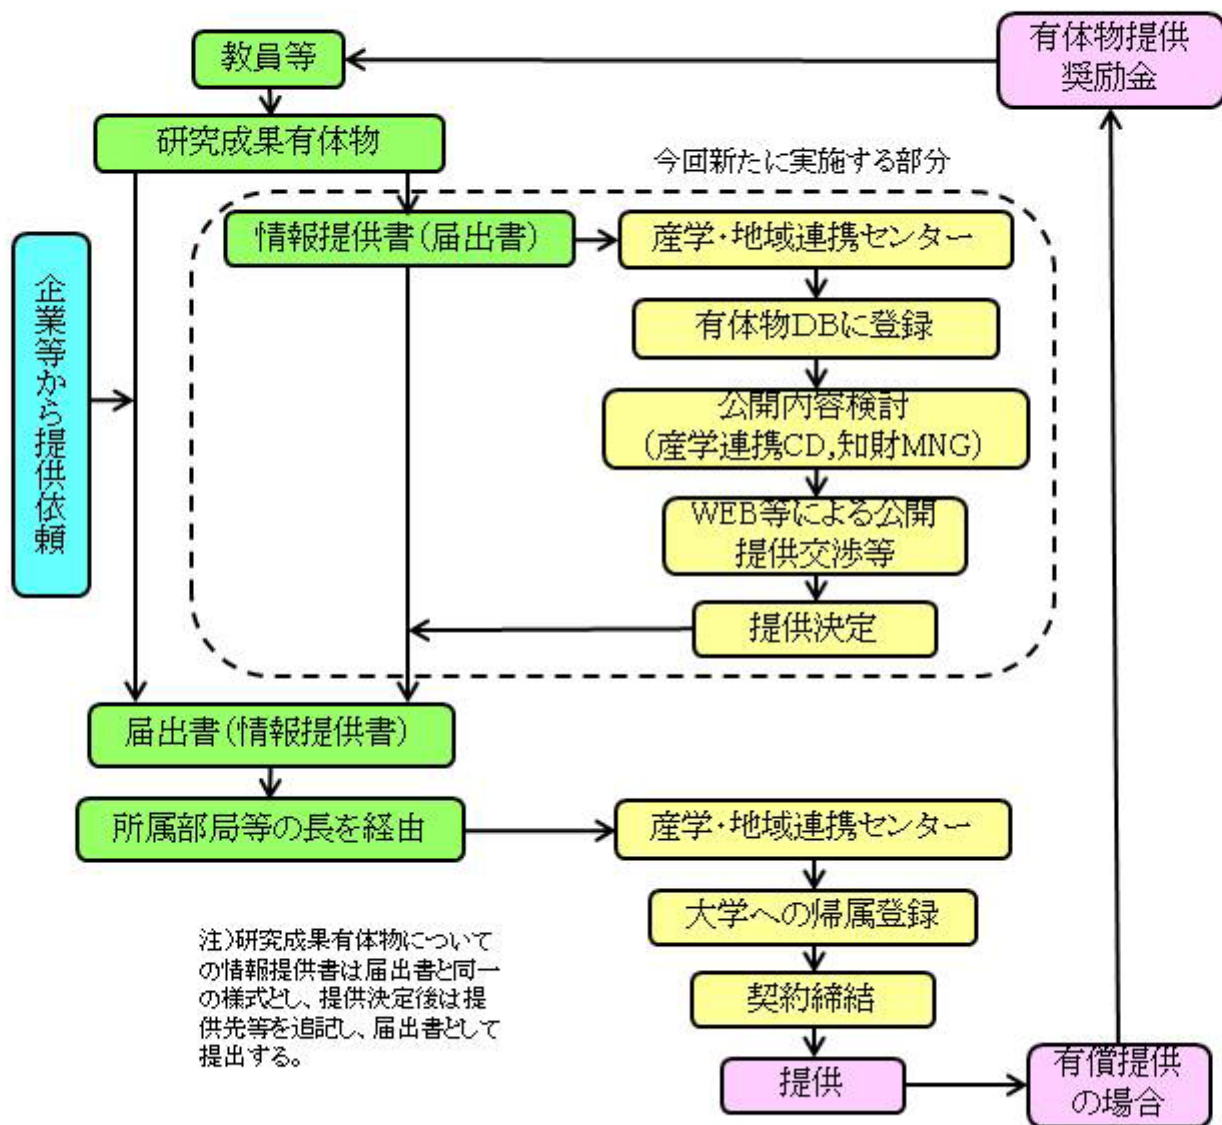 教員等
有体物提供
奨励金
研究成果有体物
今回新たに実施する部分
情報提供書(届出書)
産学・地域連携センター
企業等から提供依頼
有体物DBに登録
公開内容検討
(産学連携CD,知財MNG)
WEB等による公開
提供交渉等
提供決定
届出書(情報提供書)
所属部局等の長を経由
産学・地域連携センター
大学への帰属登録
注)研究成果有体物について
の情報提供書は届出書と同一
の様式とし、提供決定後は提
供先等を追記し、届出書として
提出する。
契約締結
提供
有償提供
の場合